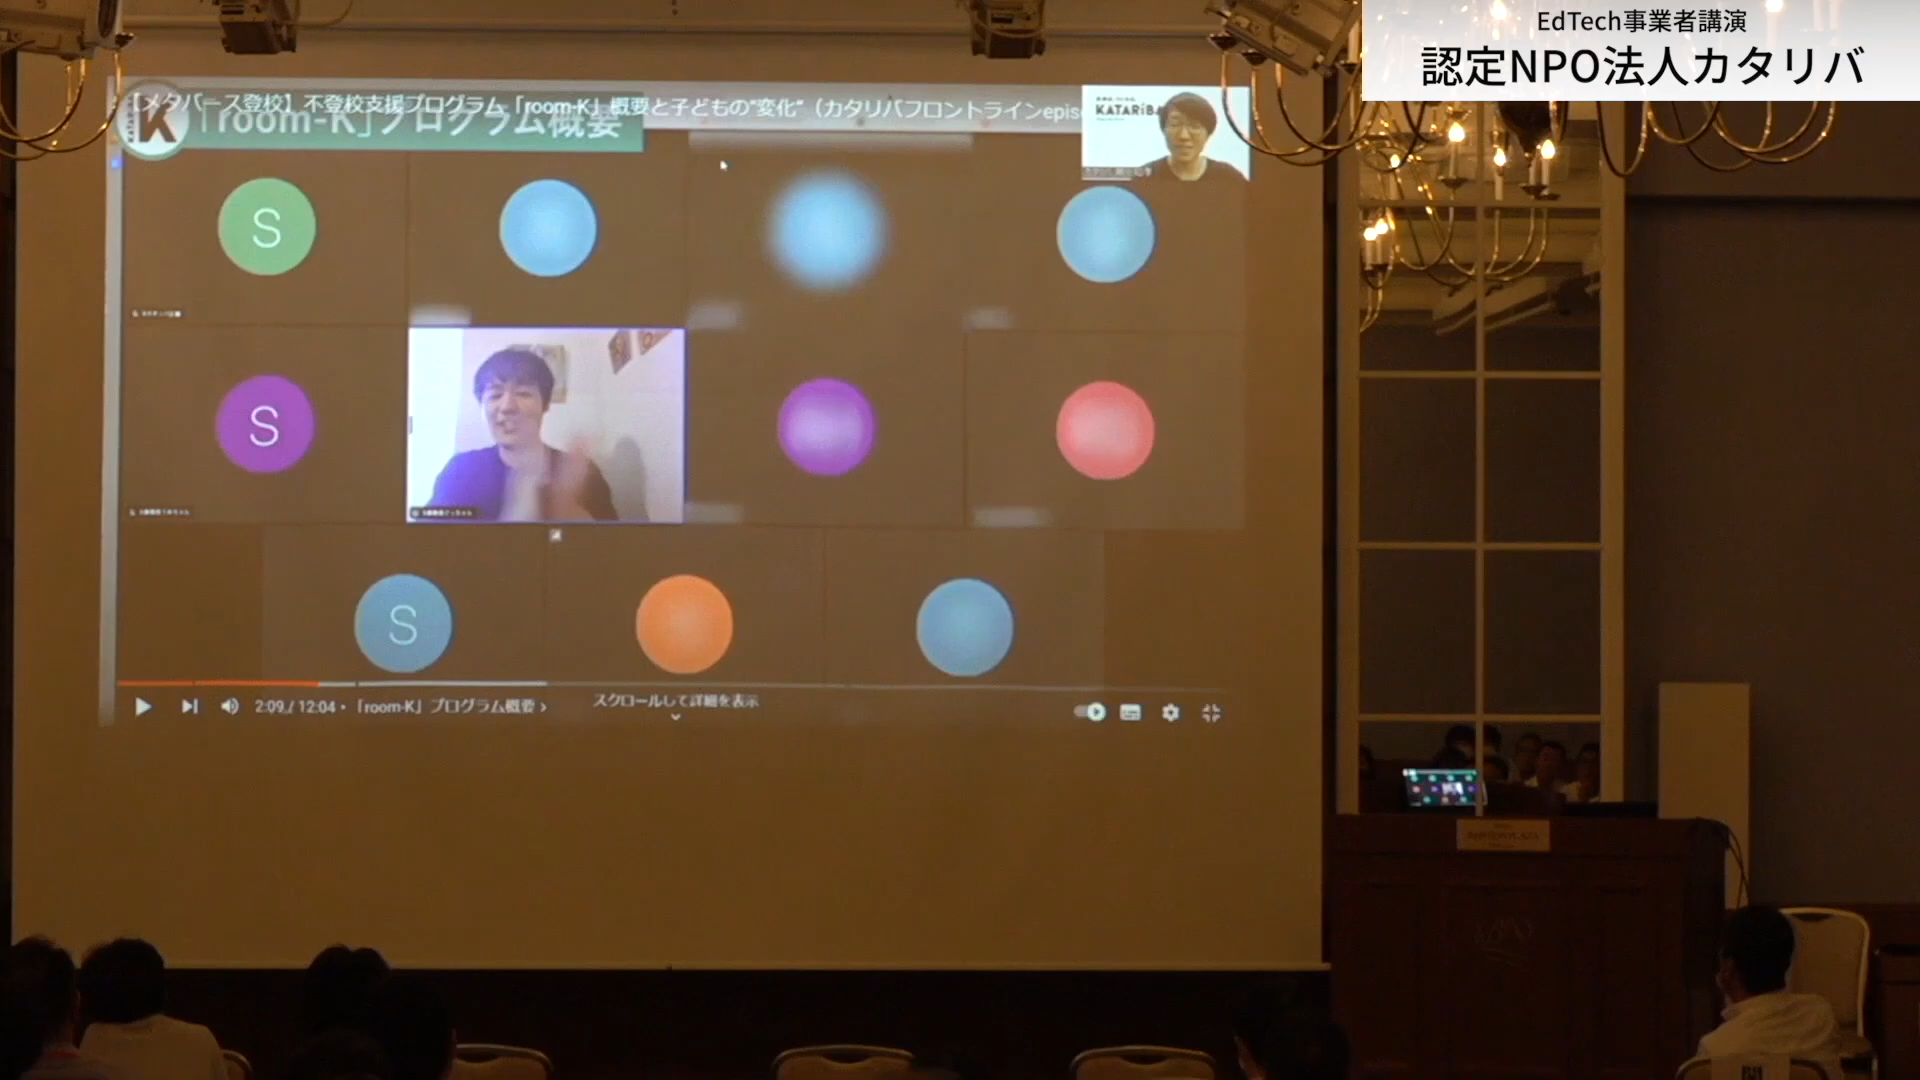 EdTech事業者講演
認定NPO法人カタリバ
【メタバース登校】不登校支援プログラム「room-K」概要と子どもの"変化"（カタリバフロントラインepis
K
「room-K」プログラム概要
KATARIBA
S
S
S
2:09 / 12:04・「room-K」プログラム概要 ›
スクロールして詳細を表示